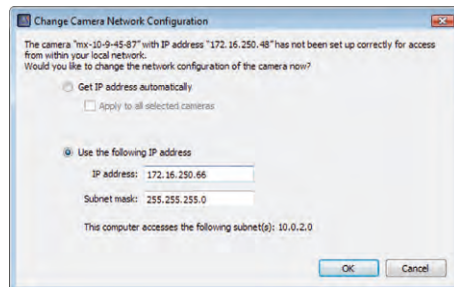 Change Camera Network Configuration
The camera "mx-10-9-45-87" with IP address "172.16.250.48" has not been set up correctly for access
from within your local network.
Would you like to change the network configuration of the camera now?
Get IP address automatically
Apply to all selected cameras
Use the following IP address
IP address: 172.16.250.66
Subnet mask: 255.255.255.0
This computer accesses the following subnet(s): 10.0.2.0
OK Cancel